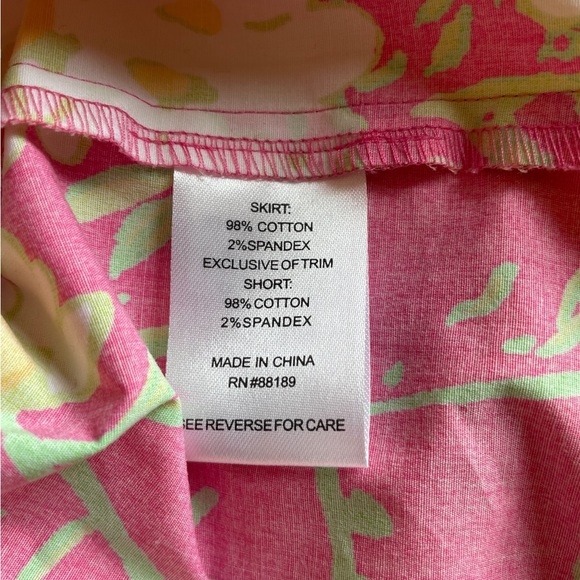 SKIRT:
98% COTTON
2%SPANDEX
EXCLUSIVE OF TRIM
SHORT:
98% COTTON
2%SPANDEX
MADE IN CHINA
RN #88189
SEE REVERSE FOR CARE